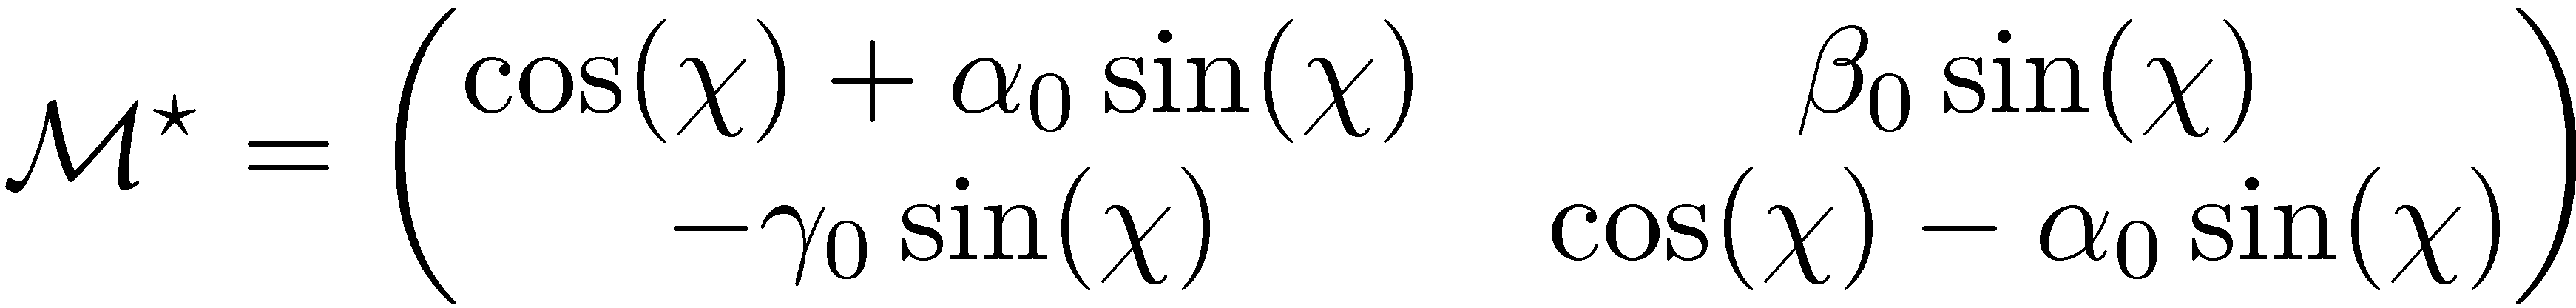 ℳ⋆ = ( cos(χ) + α₀ sin(χ) β₀ sin(χ)
−γ₀ sin(χ) cos(χ) − α₀ sin(χ) )